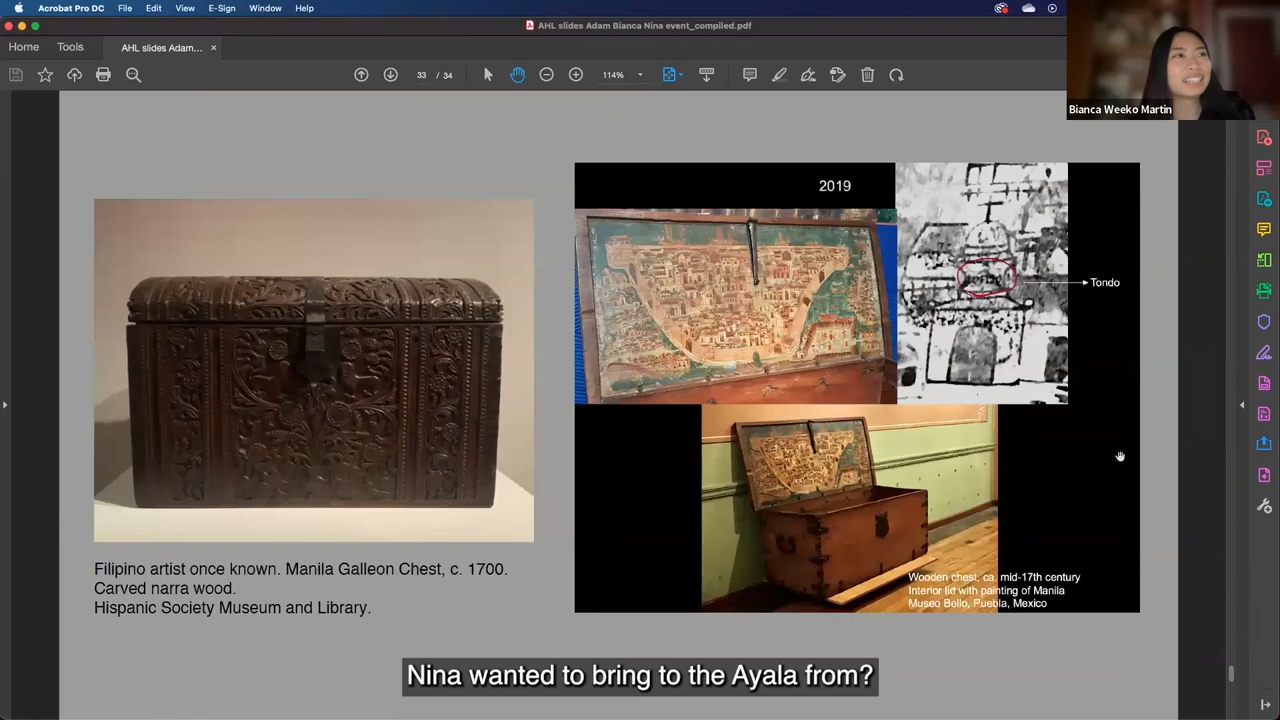 Acrobat Pro DC File Edit View E-Sign Window Help
AHL slides Adam Bianca Nina event_compiled.pdf
Home Tools AHL slides Adam... ×
33 / 34
114%
Bianca Weeko Martin
2019
Tondo
Filipino artist once known. Manila Galleon Chest, c. 1700.
Carved narra wood.
Hispanic Society Museum and Library.
Wooden chest, ca. mid-17th century
Interior lid with painting of Manila
Museo Bello, Puebla, Mexico
Nina wanted to bring to the Ayala from?